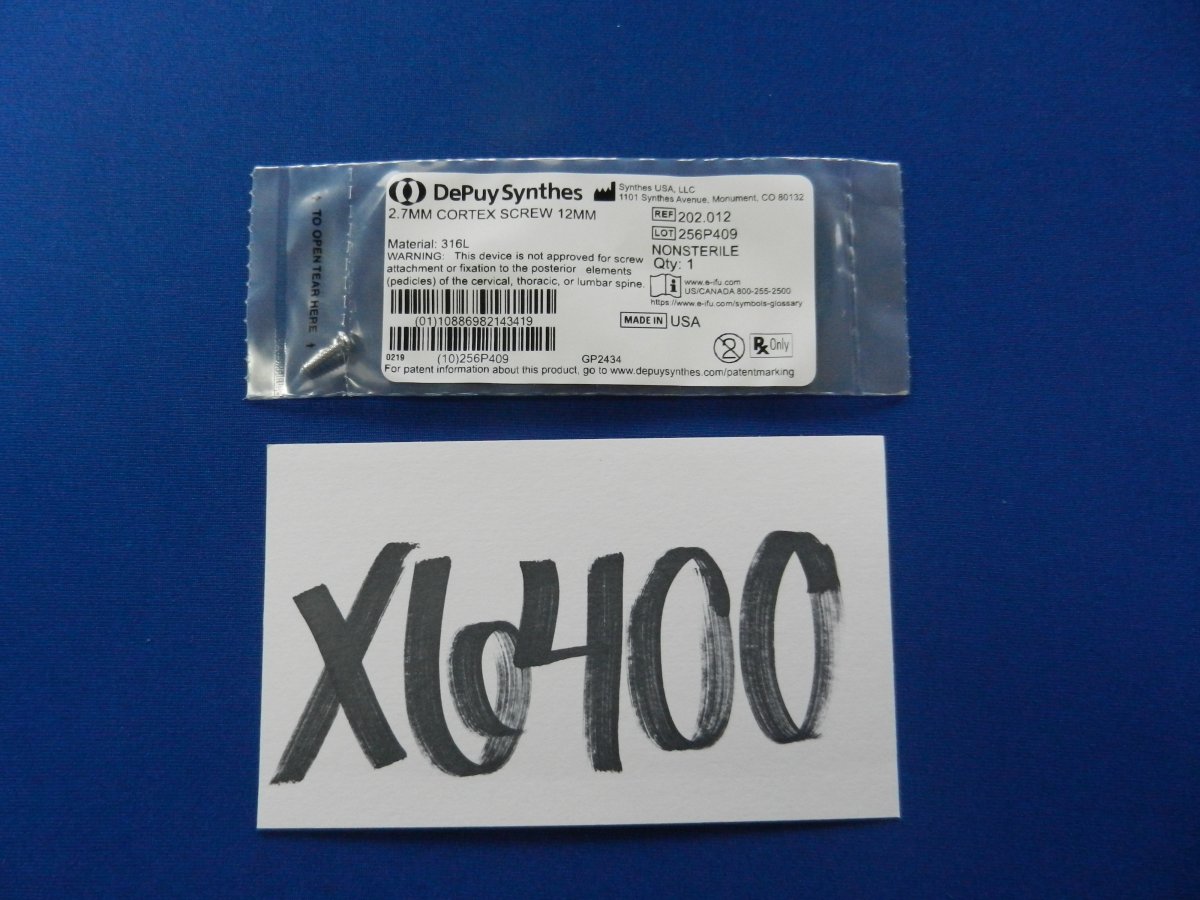 ↑ TO OPEN TEAR HERE ↑
DePuy Synthes
2.7MM CORTEX SCREW 12MM
Material: 316L
WARNING: This device is not approved for screw
attachment or fixation to the posterior elements
(pedicles) of the cervical, thoracic, or lumbar spine.
(01)10886982143419
0219 (10)256P409 GP2434
For patent information about this product, go to www.depuysynthes.com/patentmarking
Synthes USA, LLC
1101 Synthes Avenue, Monument, CO 80132
REF 202.012
LOT 256P409
NONSTERILE
Qty: 1
www.e-ifu.com
US/CANADA 800-255-2500
https://www.e-ifu.com/symbols-glossary
MADE IN USA
2 Rx Only
X6400